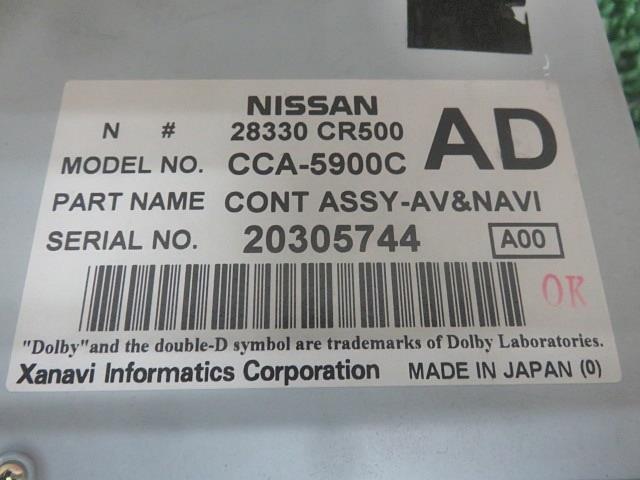 NISSAN
N # 28330 CR500 AD
MODEL NO. CCA-5900C
PART NAME CONT ASSY-AV&NAVI
SERIAL NO. 20305744 A00
OK
"Dolby"and the double-D symbol are trademarks of Dolby Laboratories.
Xanavi Informatics Corporation MADE IN JAPAN (0)